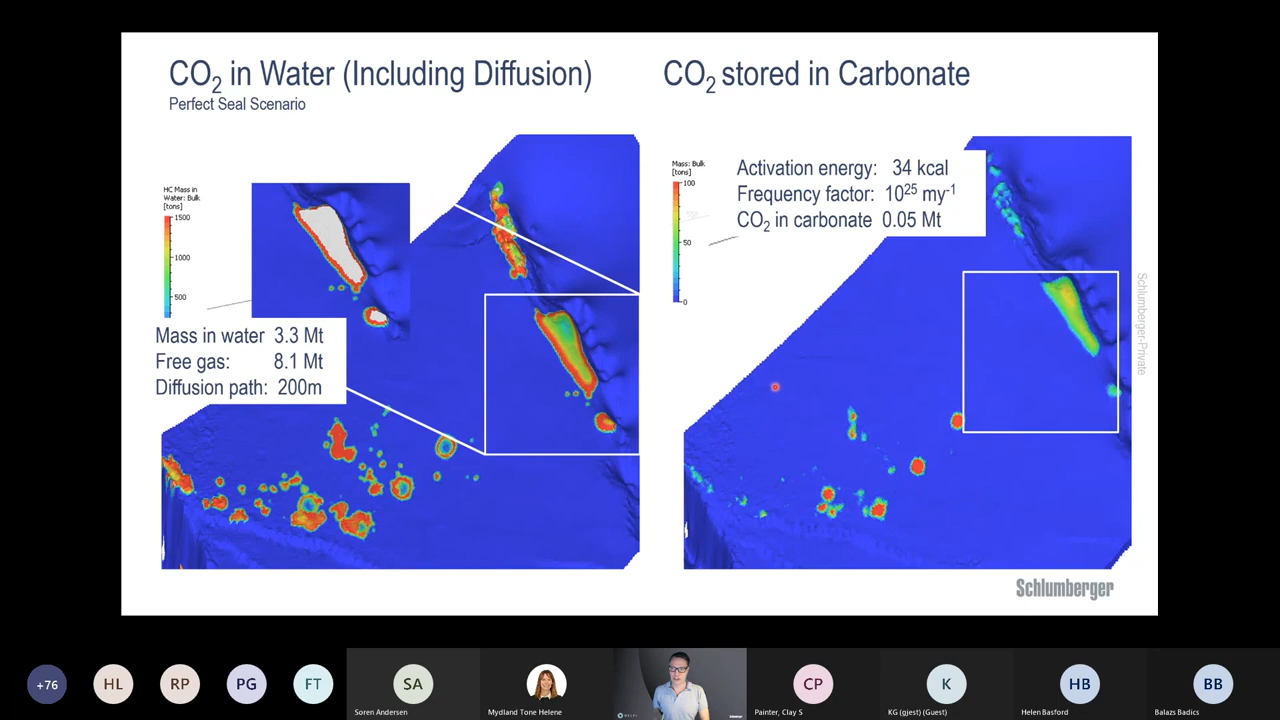 CO₂ in Water (Including Diffusion)
Perfect Seal Scenario
HC Mass in
Water: Bulk
[tons]
1500
1000
500
Mass in water 3.3 Mt
Free gas: 8.1 Mt
Diffusion path: 200m
CO₂ stored in Carbonate
Mass: Bulk
[tons]
100
50
0
Activation energy: 34 kcal
Frequency factor: 10²⁵ my⁻¹
CO₂ in carbonate 0.05 Mt
Schlumberger-Private
Schlumberger
+76
HL
RP
PG
FT
SA
Soren Andersen
Mydland Tone Helene
CP
Painter, Clay S
K
KG (gjest) (Guest)
HB
Helen Basford
BB
Balazs Badics